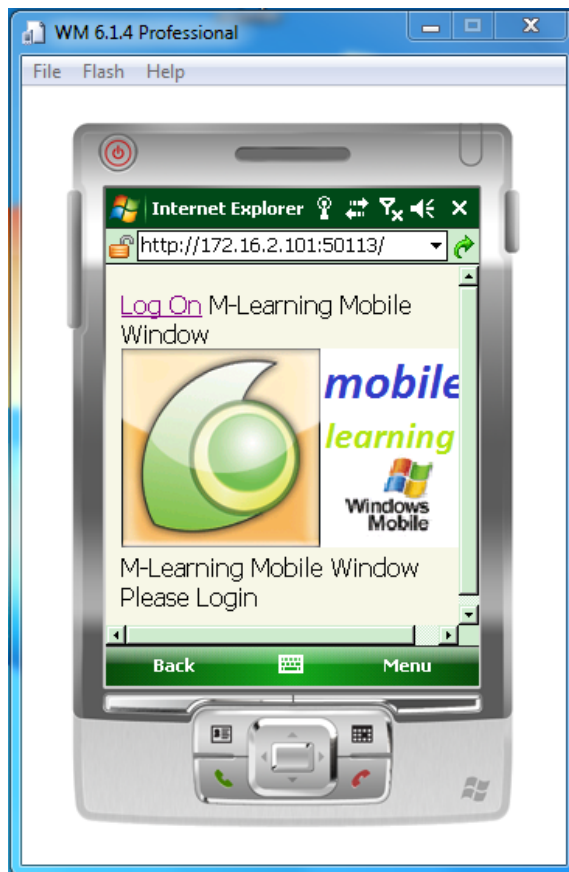 WM 6.1.4 Professional
File Flash Help
Internet Explorer
http://172.16.2.101:50113/
Log On M-Learning Mobile
Window
mobile
learning
Windows
Mobile
M-Learning Mobile Window
Please Login
Back Menu